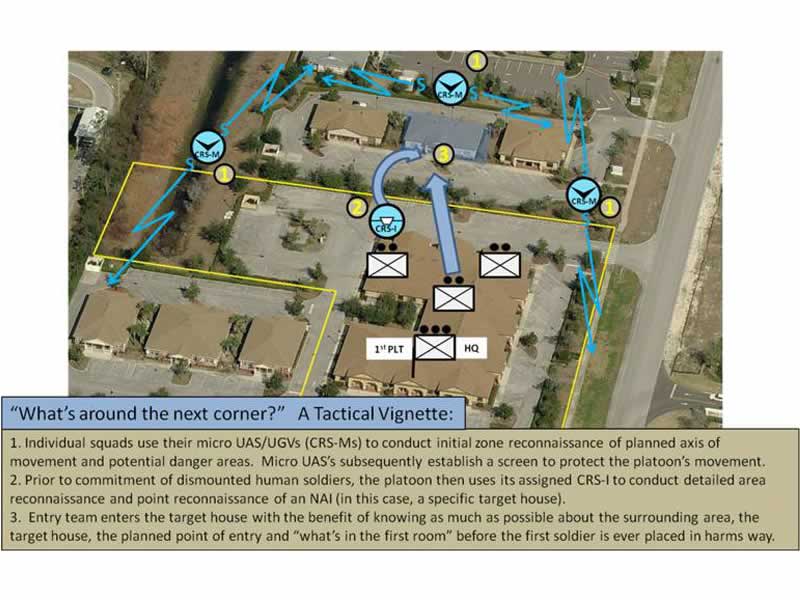 1
CRS-M
CRS-M
1
3
2
CRS-I
CRS-M
1
1st PLT
HQ
“What’s around the next corner?” A Tactical Vignette:
1. Individual squads use their micro UAS/UGVs (CRS-Ms) to conduct initial zone reconnaissance of planned axis of
movement and potential danger areas. Micro UAS’s subsequently establish a screen to protect the platoon’s movement.
2. Prior to commitment of dismounted human soldiers, the platoon then uses its assigned CRS-I to conduct detailed area
reconnaissance and point reconnaissance of an NAI (in this case, a specific target house).
3. Entry team enters the target house with the benefit of knowing as much as possible about the surrounding area, the
target house, the planned point of entry and “what’s in the first room” before the first soldier is ever placed in harms way.